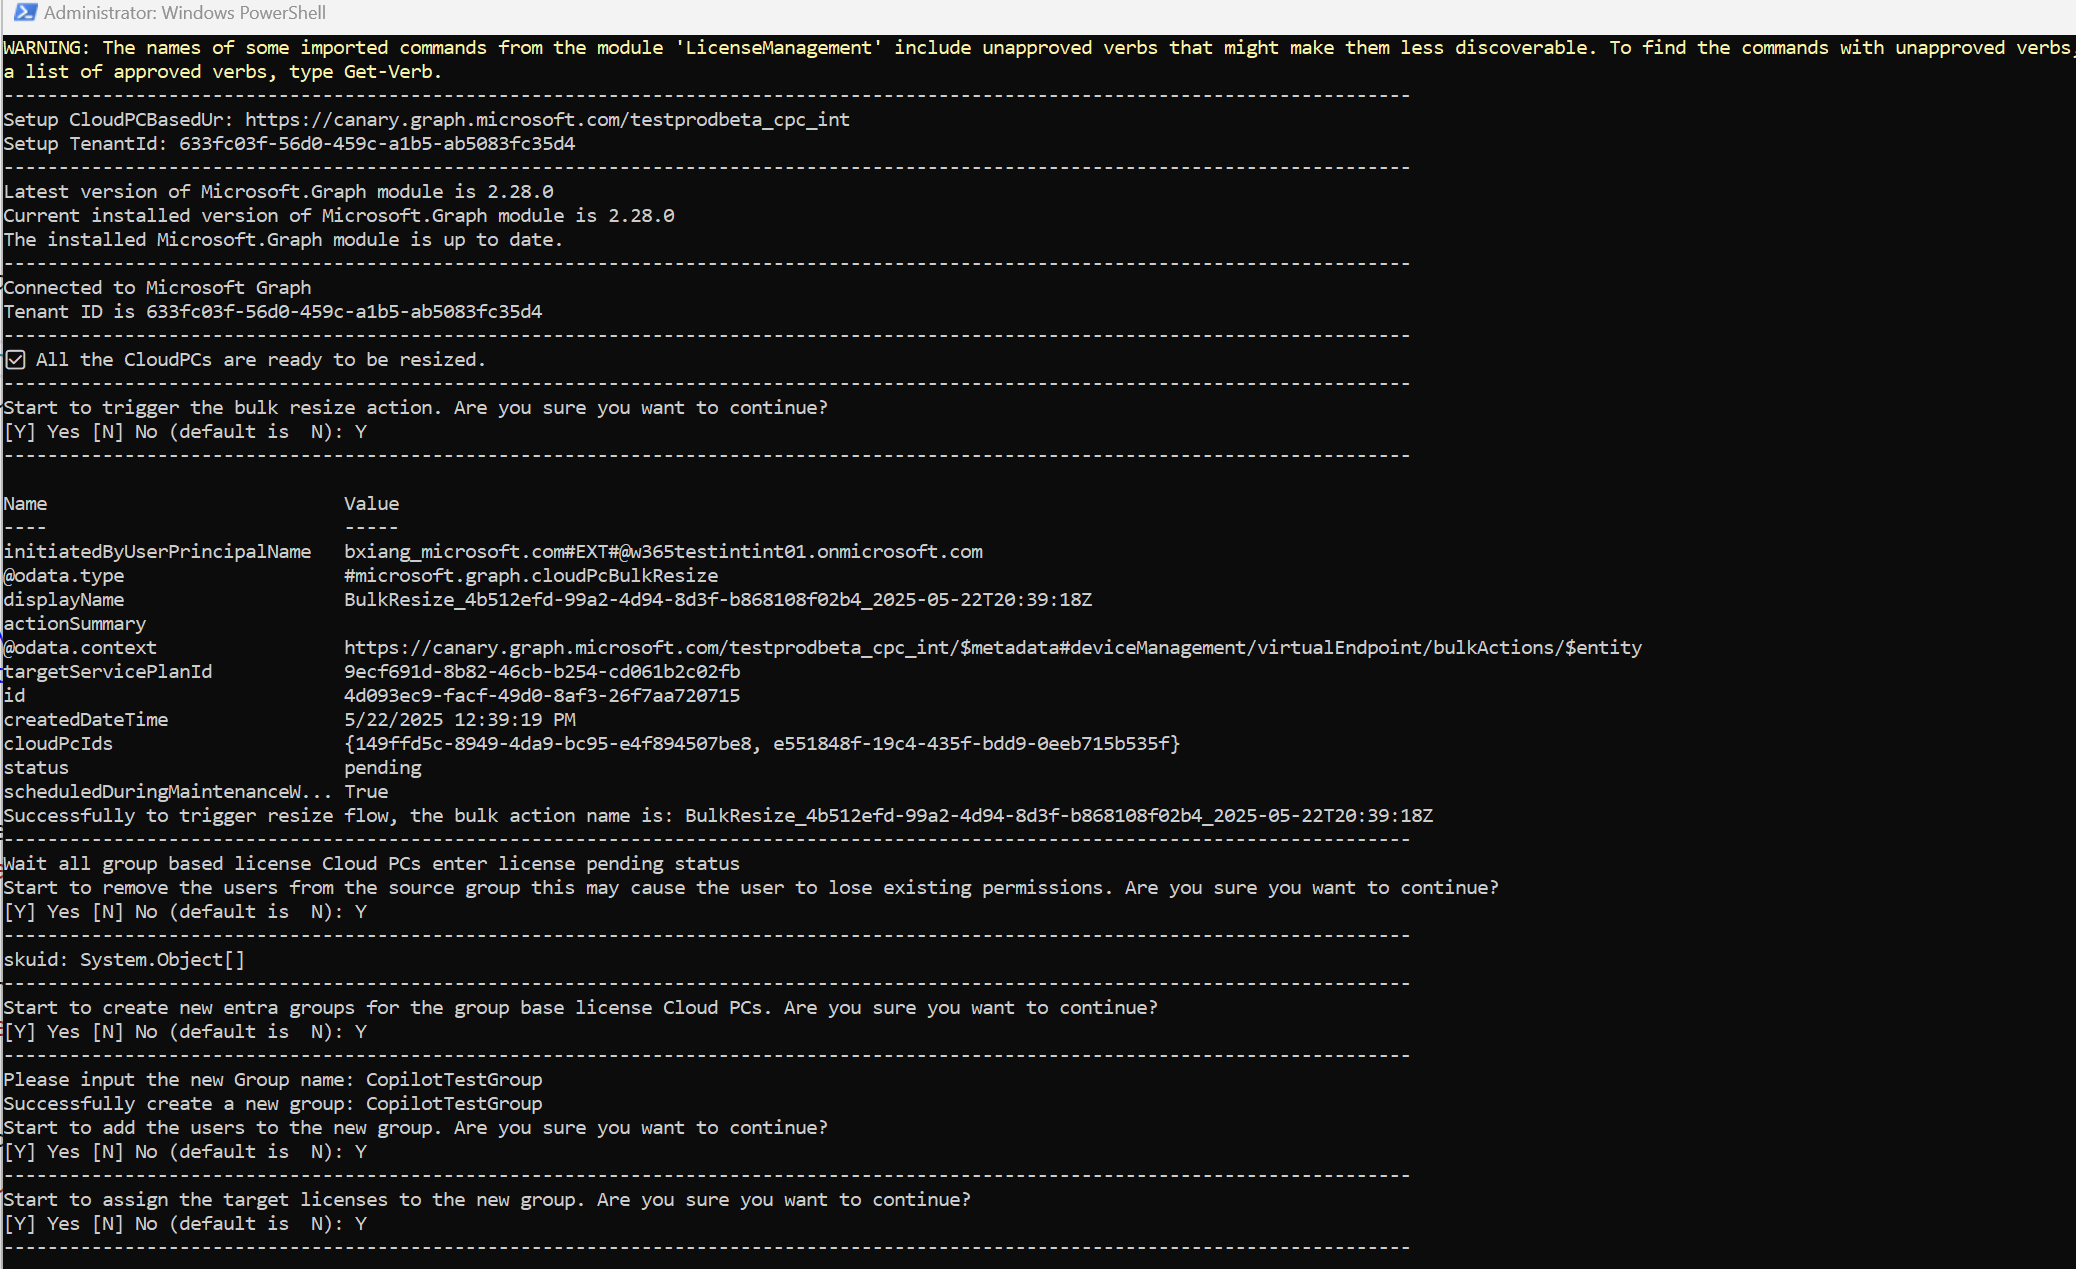 Administrator: Windows PowerShell
WARNING: The names of some imported commands from the module 'LicenseManagement' include unapproved verbs that might make them less discoverable. To find the commands with unapproved verbs,
a list of approved verbs, type Get-Verb.
--------------------------------------------------------------------------------------------------------------------------------
Setup CloudPCBasedUr: https://canary.graph.microsoft.com/testprodbeta_cpc_int
Setup TenantId: 633fc03f-56d0-459c-a1b5-ab5083fc35d4
--------------------------------------------------------------------------------------------------------------------------------
Latest version of Microsoft.Graph module is 2.28.0
Current installed version of Microsoft.Graph module is 2.28.0
The installed Microsoft.Graph module is up to date.
--------------------------------------------------------------------------------------------------------------------------------
Connected to Microsoft Graph
Tenant ID is 633fc03f-56d0-459c-a1b5-ab5083fc35d4
--------------------------------------------------------------------------------------------------------------------------------
☑ All the CloudPCs are ready to be resized.
--------------------------------------------------------------------------------------------------------------------------------
Start to trigger the bulk resize action. Are you sure you want to continue?
[Y] Yes [N] No (default is  N): Y
--------------------------------------------------------------------------------------------------------------------------------
Name                           Value
----                           -----
initiatedByUserPrincipalName   bxiang_microsoft.com#EXT#@w365testintint01.onmicrosoft.com
@odata.type                    #microsoft.graph.cloudPcBulkResize
displayName                    BulkResize_4b512efd-99a2-4d94-8d3f-b868108f02b4_2025-05-22T20:39:18Z
actionSummary
@odata.context                 https://canary.graph.microsoft.com/testprodbeta_cpc_int/$metadata#deviceManagement/virtualEndpoint/bulkActions/$entity
targetServicePlanId            9ecf691d-8b82-46cb-b254-cd061b2c02fb
id                             4d093ec9-facf-49d0-8af3-26f7aa720715
createdDateTime                5/22/2025 12:39:19 PM
cloudPcIds                     {149ffd5c-8949-4da9-bc95-e4f894507be8, e551848f-19c4-435f-bdd9-0eeb715b535f}
status                         pending
scheduledDuringMaintenanceW... True
Successfully to trigger resize flow, the bulk action name is: BulkResize_4b512efd-99a2-4d94-8d3f-b868108f02b4_2025-05-22T20:39:18Z
--------------------------------------------------------------------------------------------------------------------------------
Wait all group based license Cloud PCs enter license pending status
Start to remove the users from the source group this may cause the user to lose existing permissions. Are you sure you want to continue?
[Y] Yes [N] No (default is  N): Y
--------------------------------------------------------------------------------------------------------------------------------
skuid: System.Object[]
--------------------------------------------------------------------------------------------------------------------------------
Start to create new entra groups for the group base license Cloud PCs. Are you sure you want to continue?
[Y] Yes [N] No (default is  N): Y
--------------------------------------------------------------------------------------------------------------------------------
Please input the new Group name: CopilotTestGroup
Successfully create a new group: CopilotTestGroup
Start to add the users to the new group. Are you sure you want to continue?
[Y] Yes [N] No (default is  N): Y
--------------------------------------------------------------------------------------------------------------------------------
Start to assign the target licenses to the new group. Are you sure you want to continue?
[Y] Yes [N] No (default is  N): Y
--------------------------------------------------------------------------------------------------------------------------------